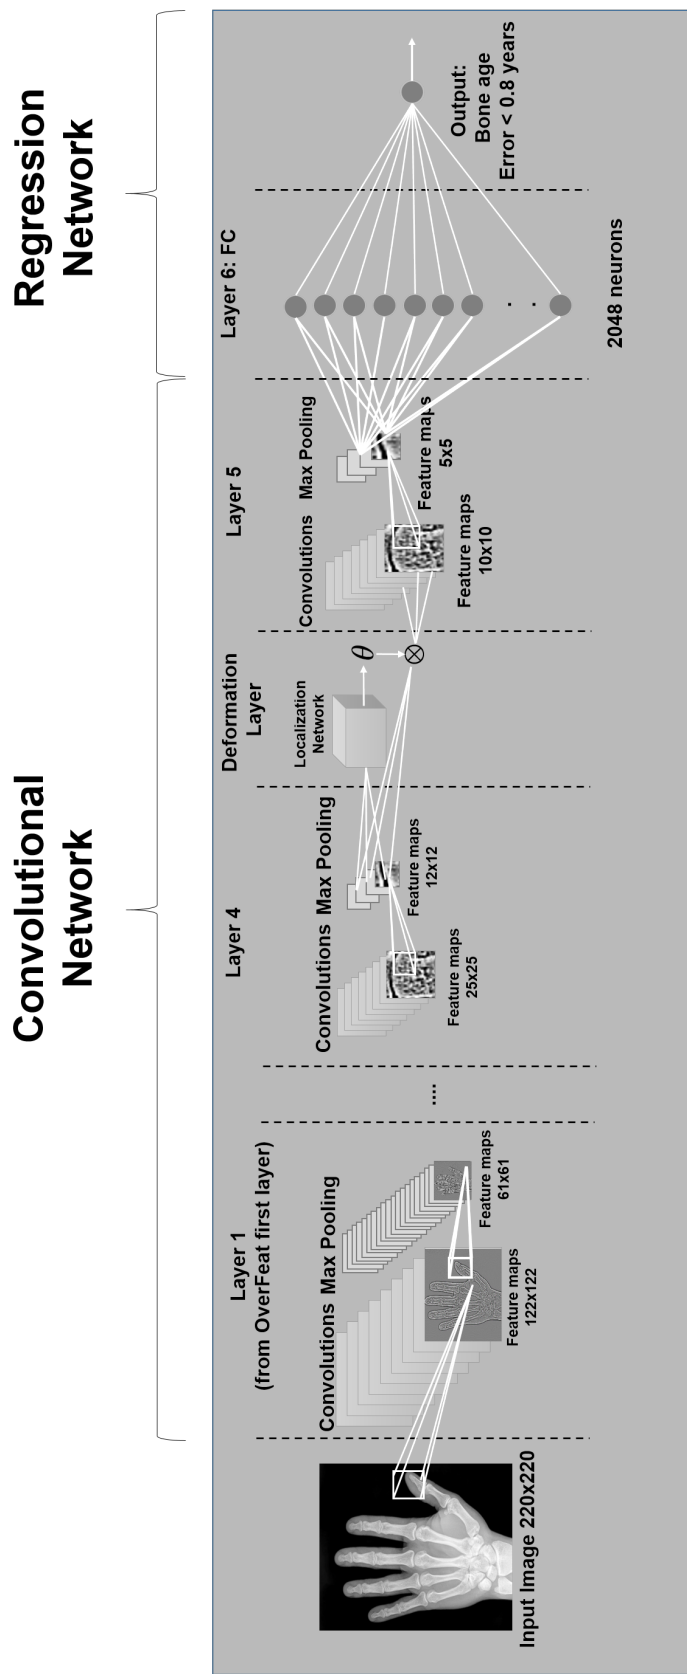 Convolutional
Network
Regression
Network
Input Image 220x220
Layer 1
(from OverFeat first layer)
Convolutions
Max Pooling
Feature maps
122x122
Feature maps
61x61
....
Layer 4
Convolutions
Max Pooling
Feature maps
25x25
Feature maps
12x12
Deformation
Layer
Localization
Network
θ
Layer 5
Convolutions
Max Pooling
Feature maps
10x10
Feature maps
5x5
Layer 6: FC
. .
2048 neurons
Output:
Bone age
Error < 0.8 years